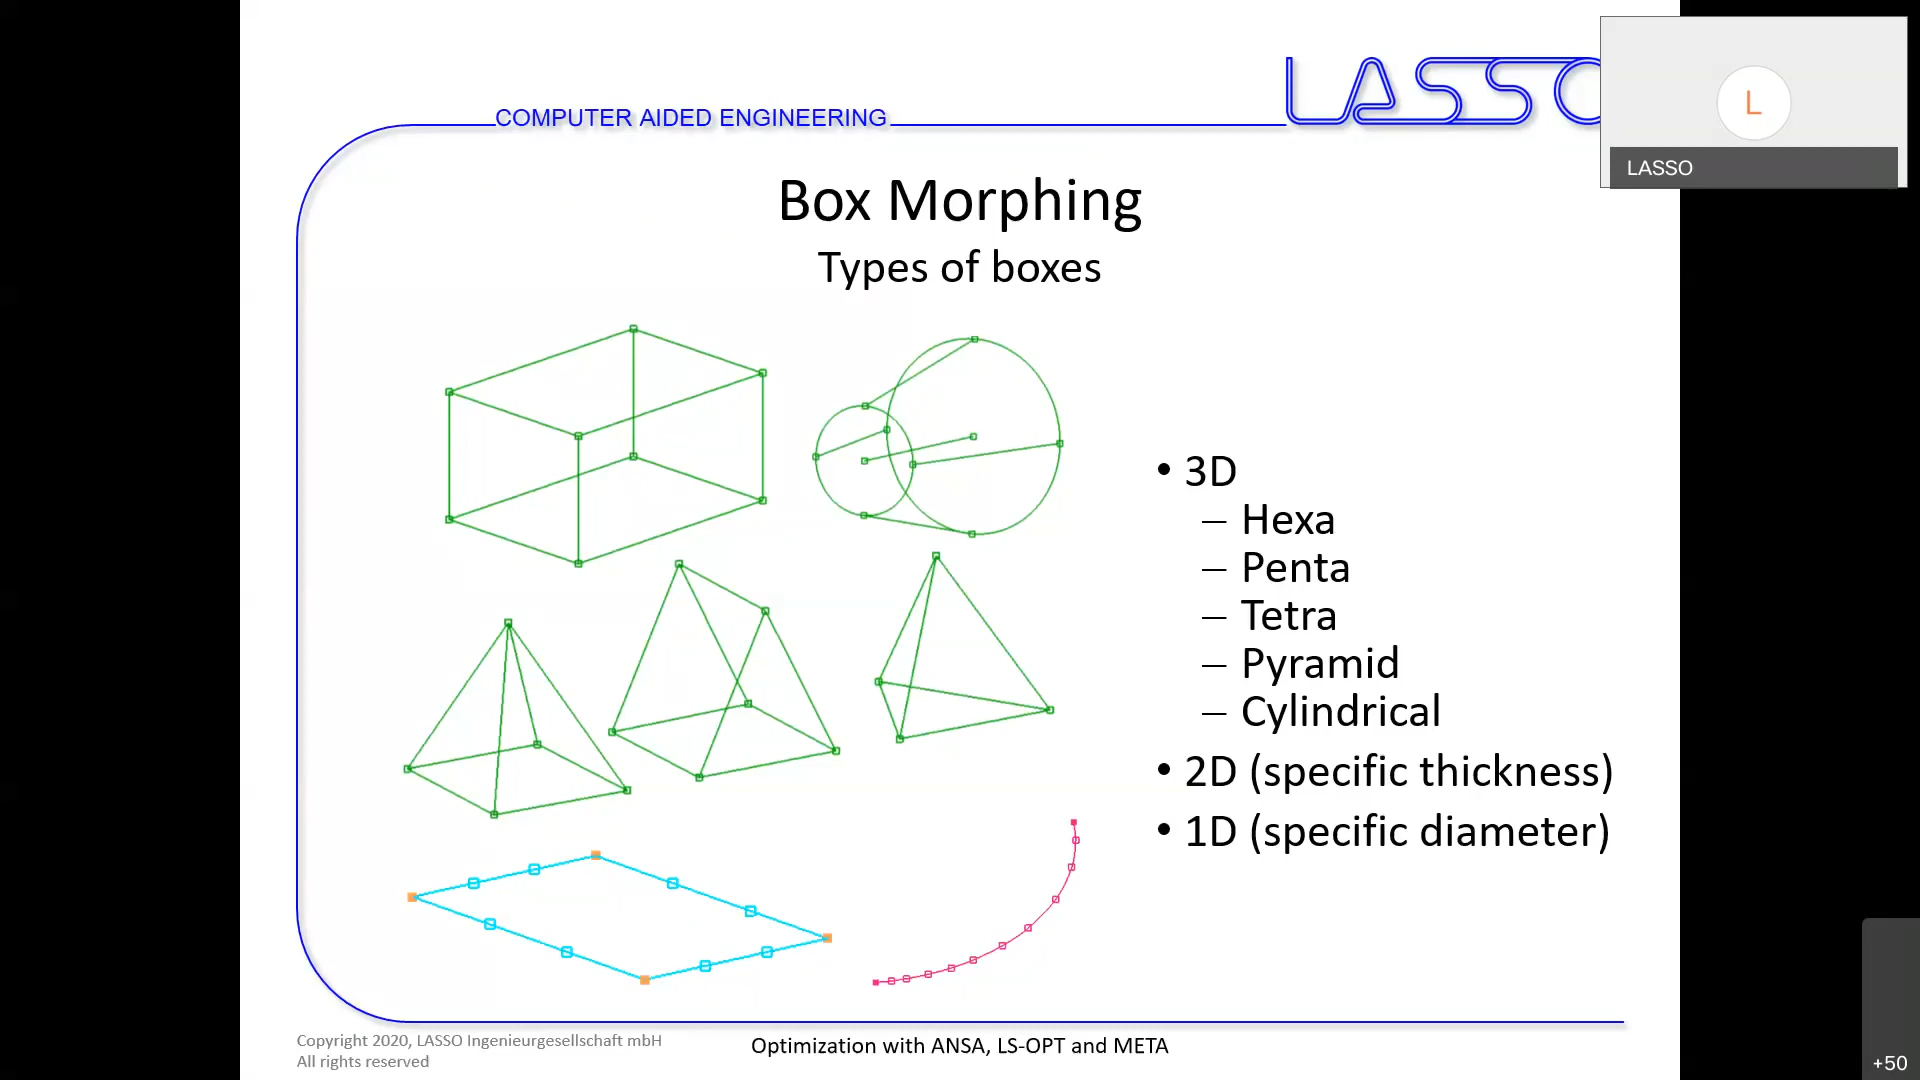 COMPUTER AIDED ENGINEERING
LASSO
L
LASSO
Box Morphing
Types of boxes
• 3D
– Hexa
– Penta
– Tetra
– Pyramid
– Cylindrical
• 2D (specific thickness)
• 1D (specific diameter)
Copyright 2020, LASSO Ingenieurgesellschaft mbH
All rights reserved
Optimization with ANSA, LS-OPT and META
+50